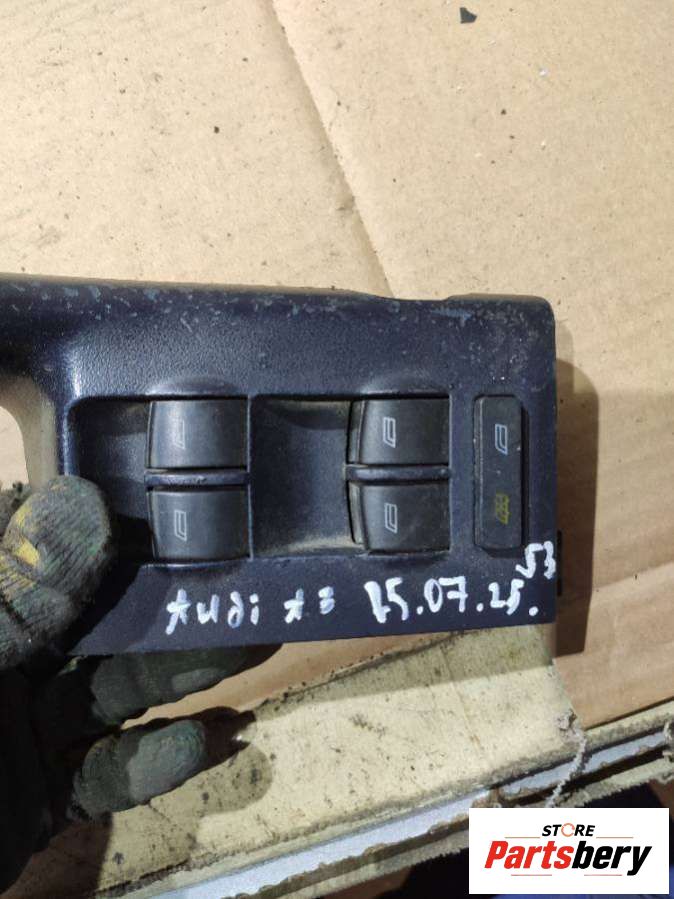 Audi A3 15.07.25.
53
STORE
Partsbery